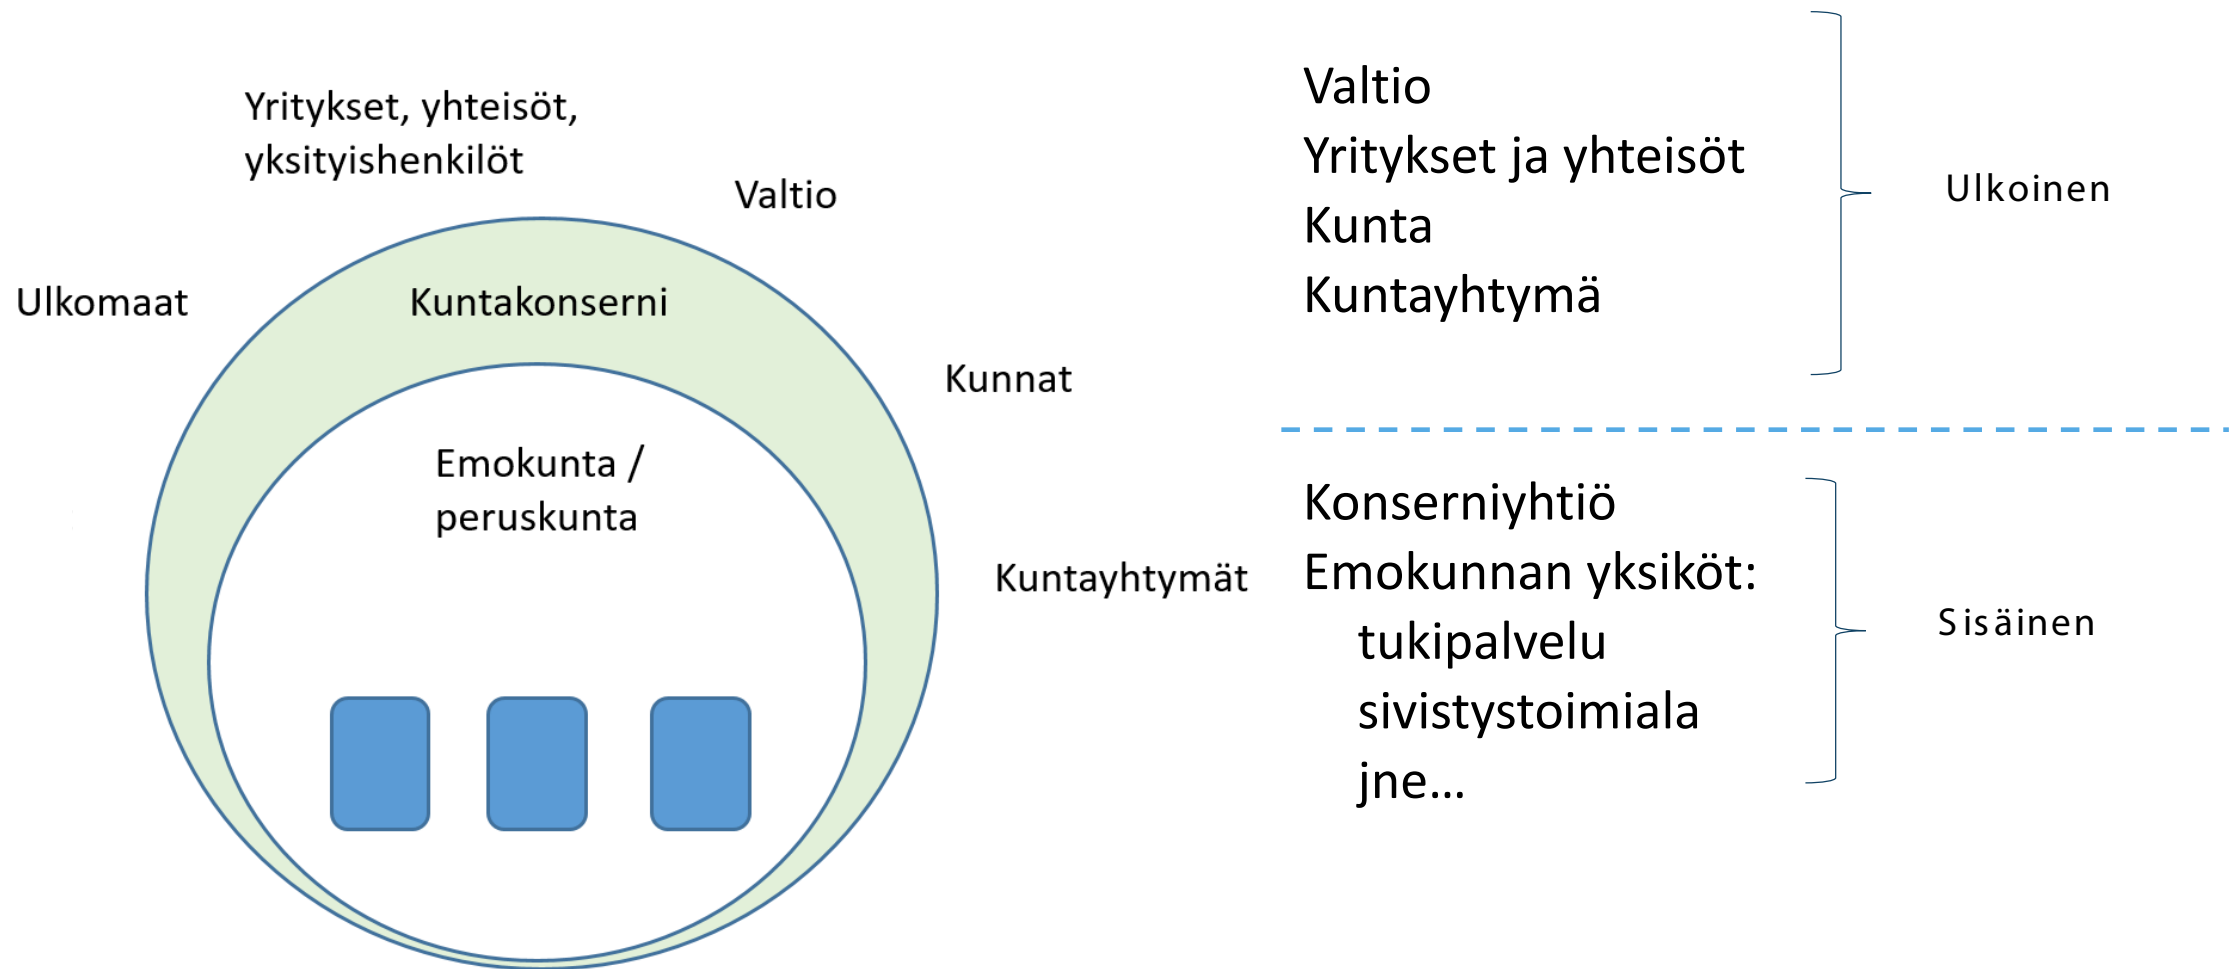 Yritykset, yhteisöt,
yksityishenkilöt
Valtio
Ulkomaat
Kuntakonserni
Kunnat
Emokunta /
peruskunta
Kuntayhtymät
Valtio
Yritykset ja yhteisöt
Kunta
Kuntayhtymä
Ulkoinen
Konserniyhtiö
Emokunnan yksiköt:
tukipalvelu
sivistystoimiala
jne...
Sisäinen